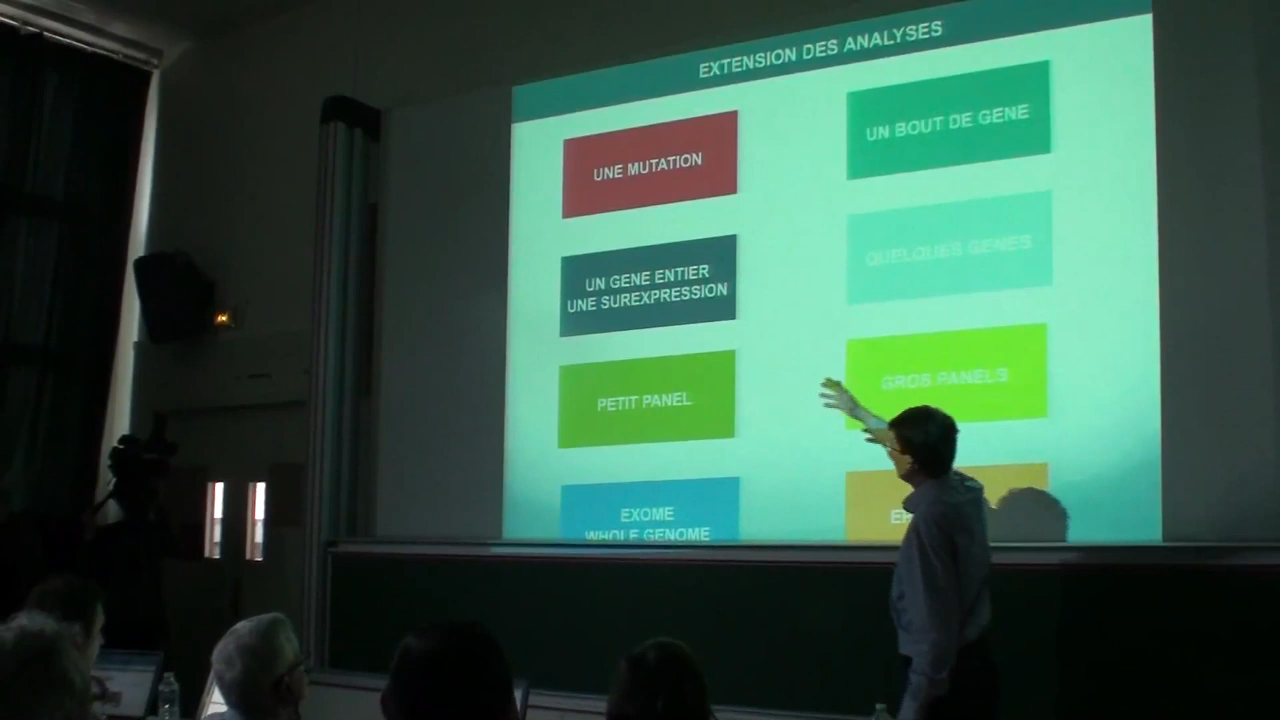 EXTENSION DES ANALYSES
UNE MUTATION
UN BOUT DE GENE
UN GENE ENTIER
UNE SUREXPRESSION
QUELQUES GENES
PETIT PANEL
GROS PANELS
EXOME
WHOLE GENOME